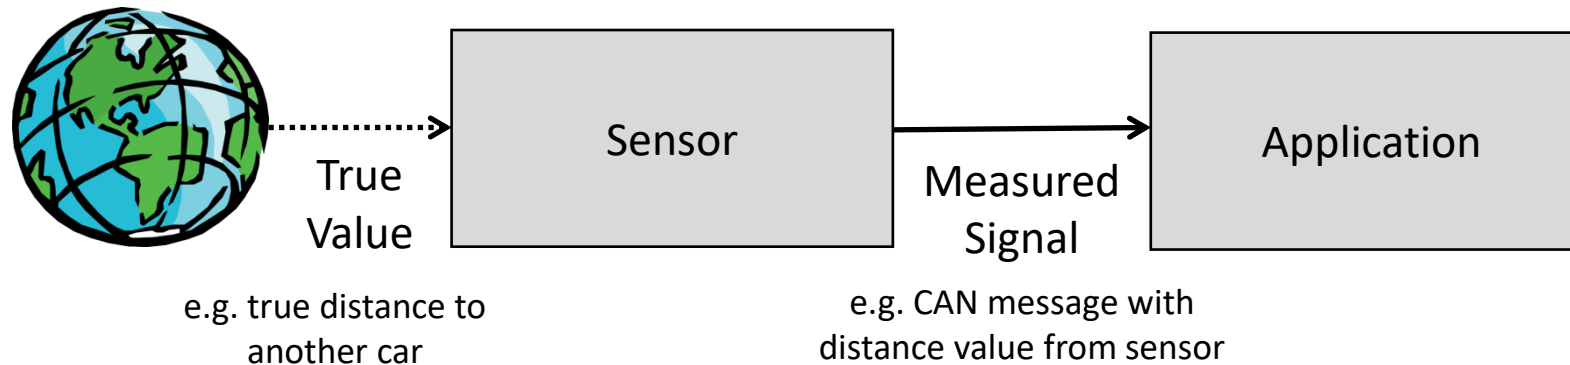 True
Value
e.g. true distance to
another car
Sensor
Measured
Signal
e.g. CAN message with
distance value from sensor
Application